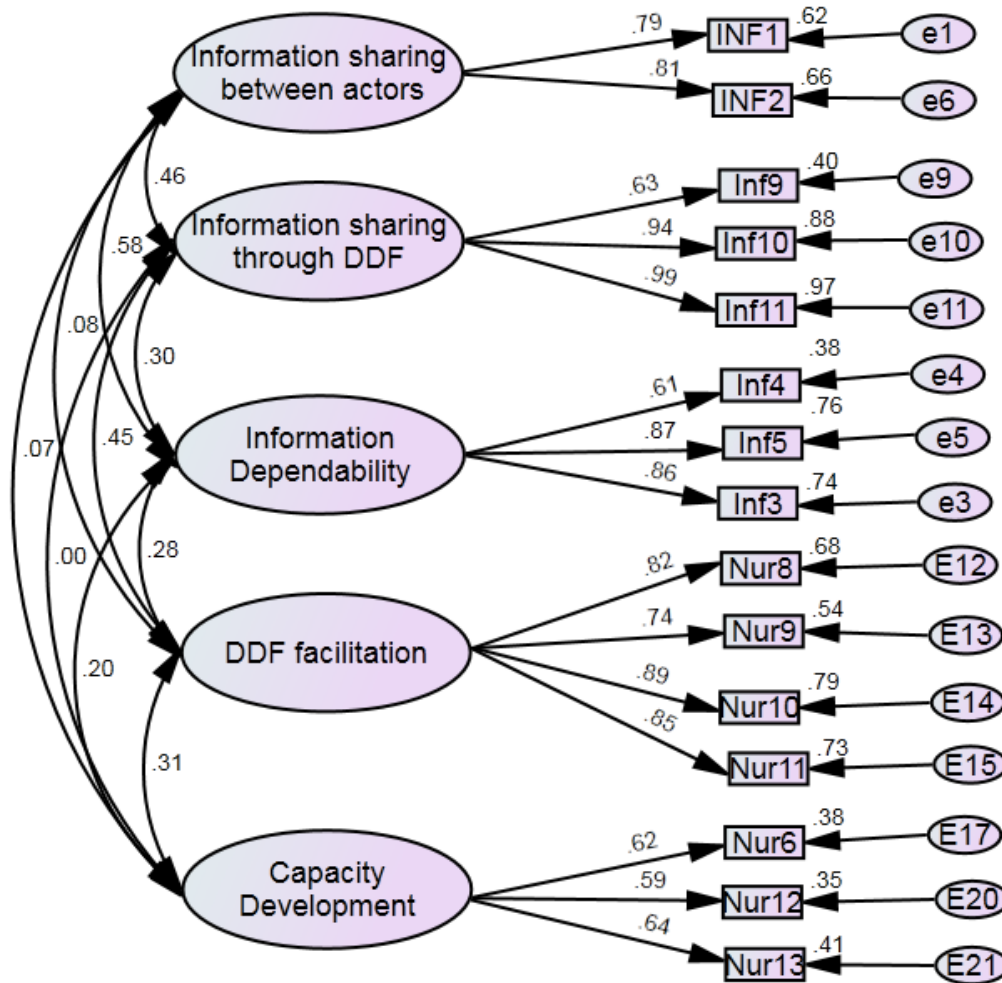 Information sharing
between actors
.79
INF1
.62
e1
.81
INF2
.66
e6
.46
Information sharing
through DDF
.63
Inf9
.40
e9
.94
Inf10
.88
e10
.99
Inf11
.97
e11
.58
.08
.30
Information
Dependability
.61
Inf4
.38
e4
.87
Inf5
.76
e5
.86
Inf3
.74
e3
.07
.45
.00
.28
DDF facilitation
.82
Nur8
.68
E12
.74
Nur9
.54
E13
.89
Nur10
.79
E14
.85
Nur11
.73
E15
.20
.31
Capacity
Development
.62
Nur6
.38
E17
.59
Nur12
.35
E20
.64
Nur13
.41
E21